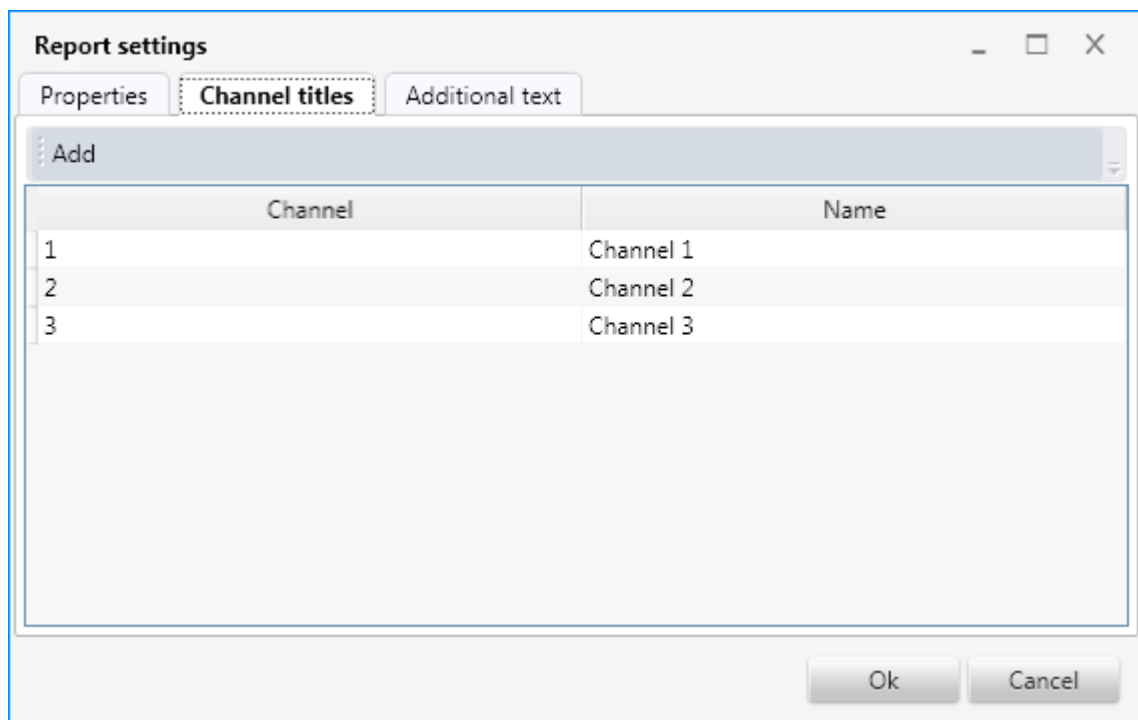 Report settings
Properties Channel titles Additional text
Add
Channel Name
1 Channel 1
2 Channel 2
3 Channel 3
Ok Cancel